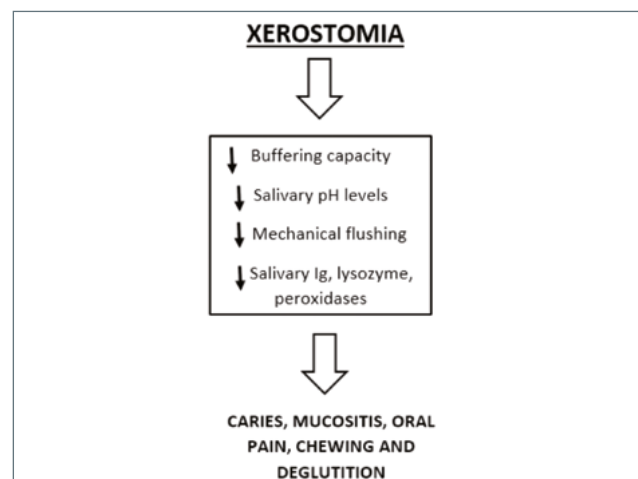 XEROSTOMIA
Buffering capacity
Salivary pH levels
Mechanical flushing
Salivary Ig, lysozyme,
peroxidases
CARIES, MUCOSITIS, ORAL
PAIN, CHEWING AND
DEGLUTITION